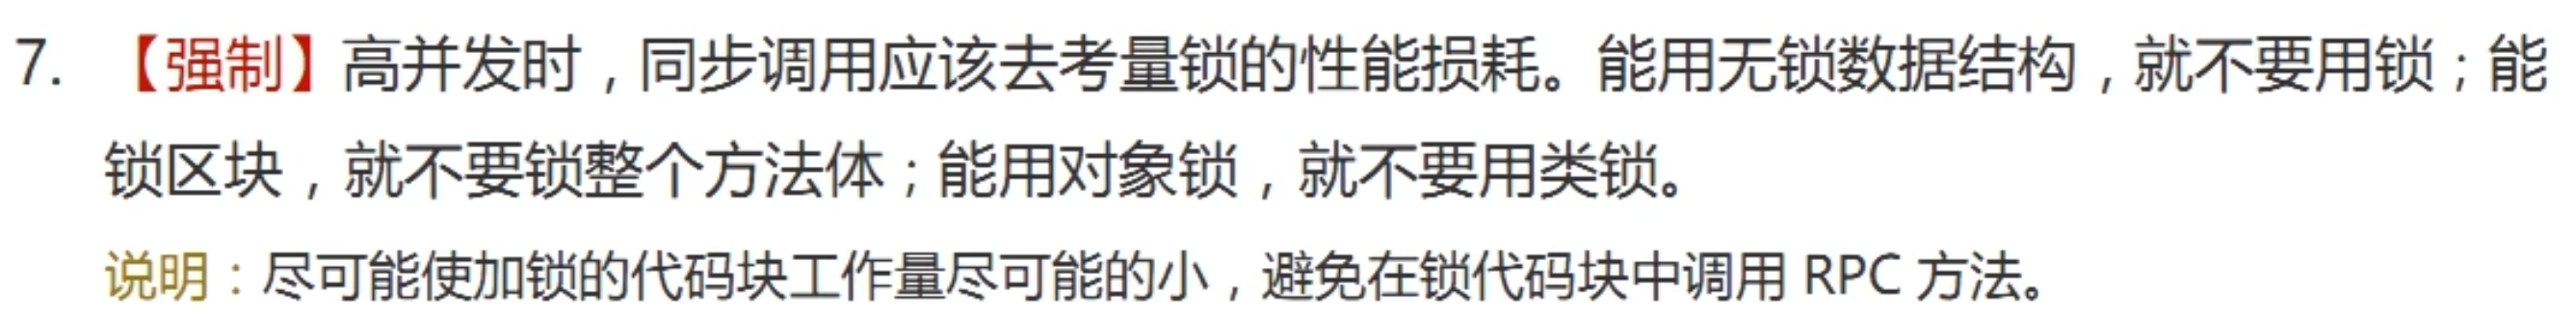 7. 【强制】高并发时，同步调用应该去考量锁的性能损耗。能用无锁数据结构，就不要用锁；能
锁区块，就不要锁整个方法体；能用对象锁，就不要用类锁。
说明：尽可能使加锁的代码块工作量尽可能的小，避免在锁代码块中调用 RPC 方法。